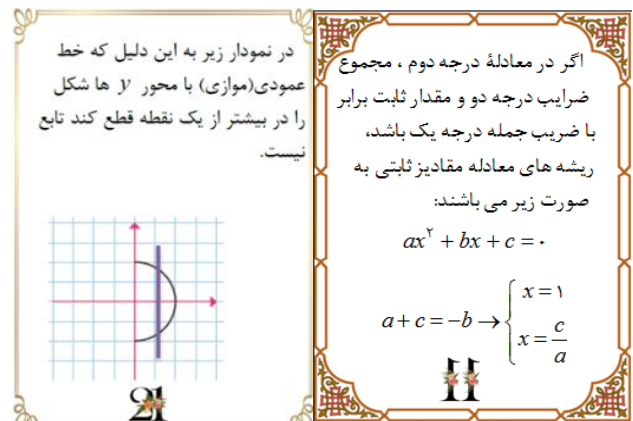 اگر در معادلهٔ درجه دوم ، مجموع
ضرایب درجه دو و مقدار ثابت برابر
با ضریب جمله درجه یک باشد،
ریشه های معادله مقادیز ثابتی به
صورت زیر می باشند:
ax² + bx + c = ۰
a + c = −b → { x = ۱
x = c/a
11
در نمودار زیر به این دلیل که خط
عمودی(موازی) با محور y ها شکل
را در بیشتر از یک نقطه قطع کند تابع
نیست.
21